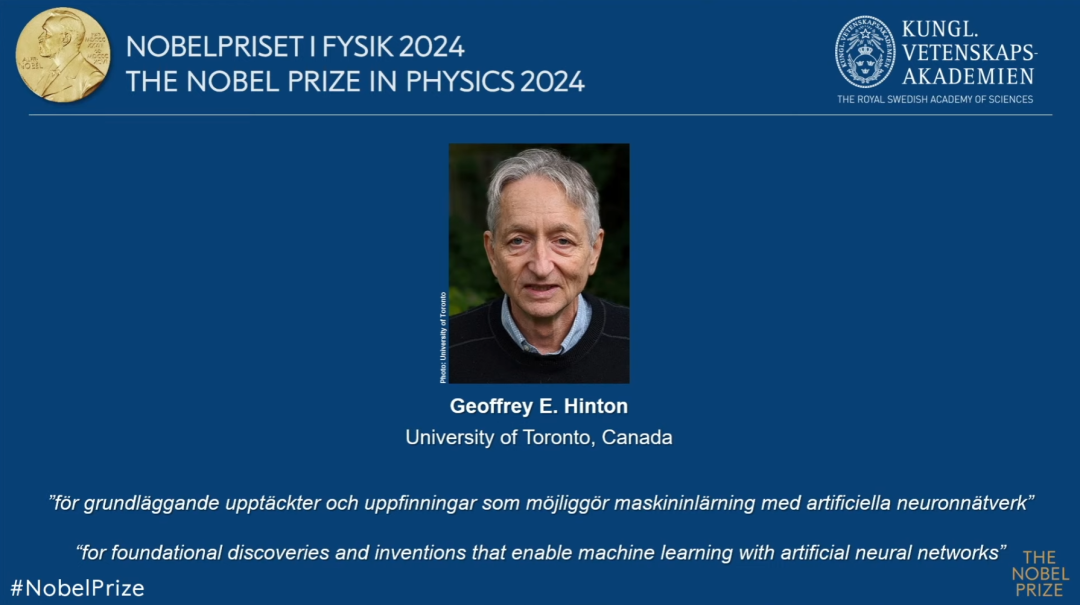 NOBELPRISET I FYSIK 2024
THE NOBEL PRIZE IN PHYSICS 2024
KUNGL.
VETENSKAPS-
AKADEMIEN
THE ROYAL SWEDISH ACADEMY OF SCIENCES
Photo: University of Toronto
Geoffrey E. Hinton
University of Toronto, Canada
”för grundläggande upptäckter och uppfinningar som möjliggör maskininlärning med artificiella neuronnätverk”
“for foundational discoveries and inventions that enable machine learning with artificial neural networks”
#NobelPrize
THE
NOBEL
PRIZE